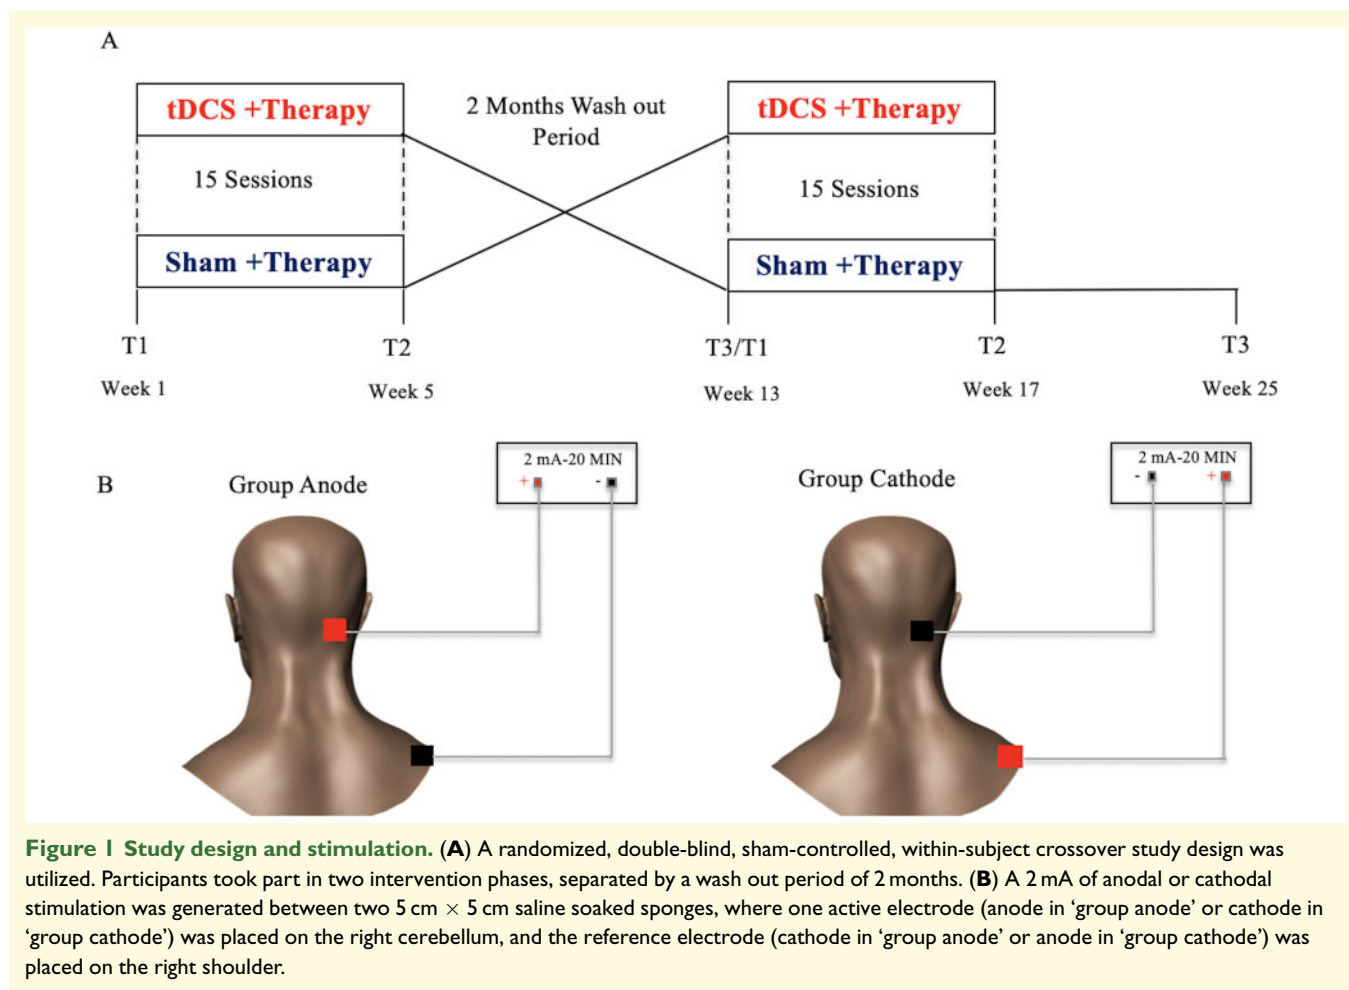 A
tDCS +Therapy
2 Months Wash out
Period
tDCS +Therapy
15 Sessions
15 Sessions
Sham +Therapy
Sham +Therapy
T1
T2
T3/T1
T2
T3
Week 1
Week 5
Week 13
Week 17
Week 25
B
Group Anode
2 mA-20 MIN
+ -
Group Cathode
2 mA-20 MIN
- +
Figure 1 Study design and stimulation. (A) A randomized, double-blind, sham-controlled, within-subject crossover study design was
utilized. Participants took part in two intervention phases, separated by a wash out period of 2 months. (B) A 2 mA of anodal or cathodal
stimulation was generated between two 5 cm × 5 cm saline soaked sponges, where one active electrode (anode in ‘group anode’ or cathode in
‘group cathode’) was placed on the right cerebellum, and the reference electrode (cathode in ‘group anode’ or anode in ‘group cathode’) was
placed on the right shoulder.